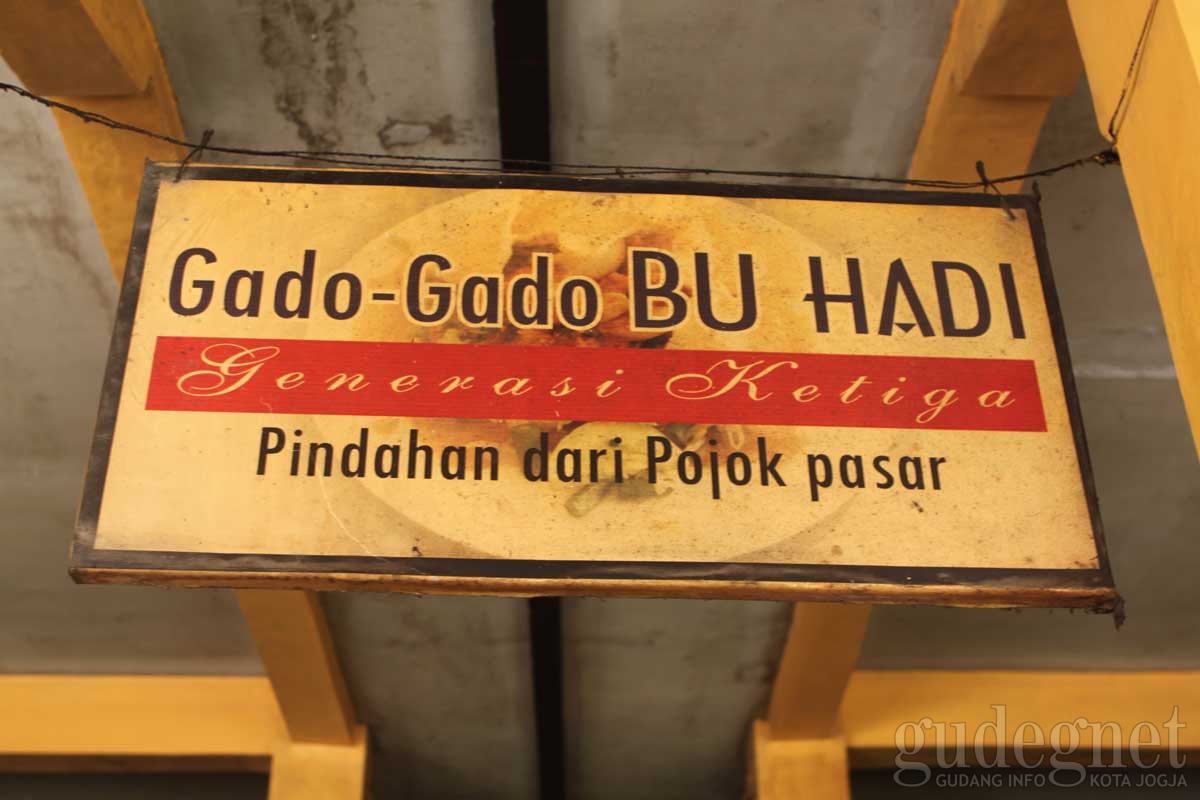 Gado-Gado BU HADI
Generasi Ketiga
Pindahan dari Pojok pasar
gudegnet
GUDANG INFO KOTA JOGJA